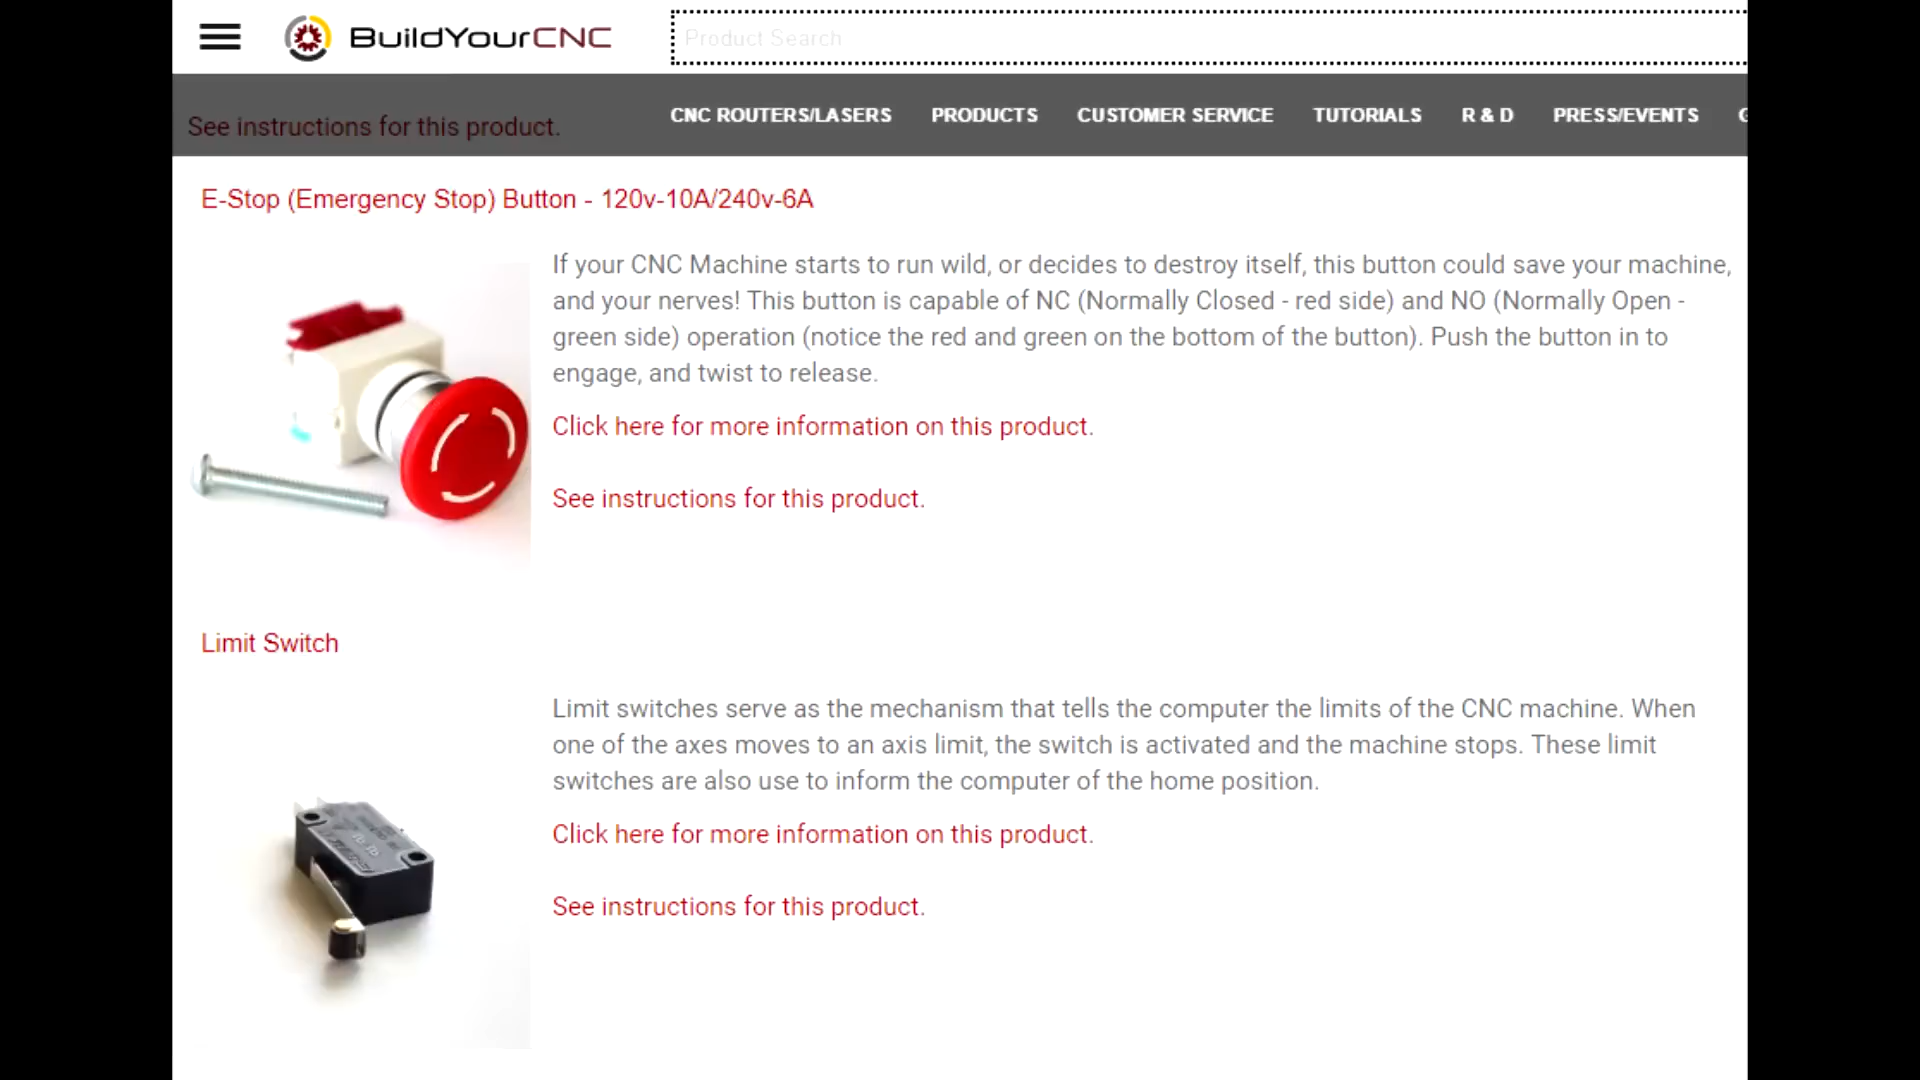 BuildYourCNC
Product Search
See instructions for this product.
CNC ROUTERS/LASERS PRODUCTS CUSTOMER SERVICE TUTORIALS R & D PRESS/EVENTS
E-Stop (Emergency Stop) Button - 120v-10A/240v-6A
If your CNC Machine starts to run wild, or decides to destroy itself, this button could save your machine,
and your nerves! This button is capable of NC (Normally Closed - red side) and NO (Normally Open -
green side) operation (notice the red and green on the bottom of the button). Push the button in to
engage, and twist to release.
Click here for more information on this product.
See instructions for this product.
Limit Switch
Limit switches serve as the mechanism that tells the computer the limits of the CNC machine. When
one of the axes moves to an axis limit, the switch is activated and the machine stops. These limit
switches are also use to inform the computer of the home position.
Click here for more information on this product.
See instructions for this product.